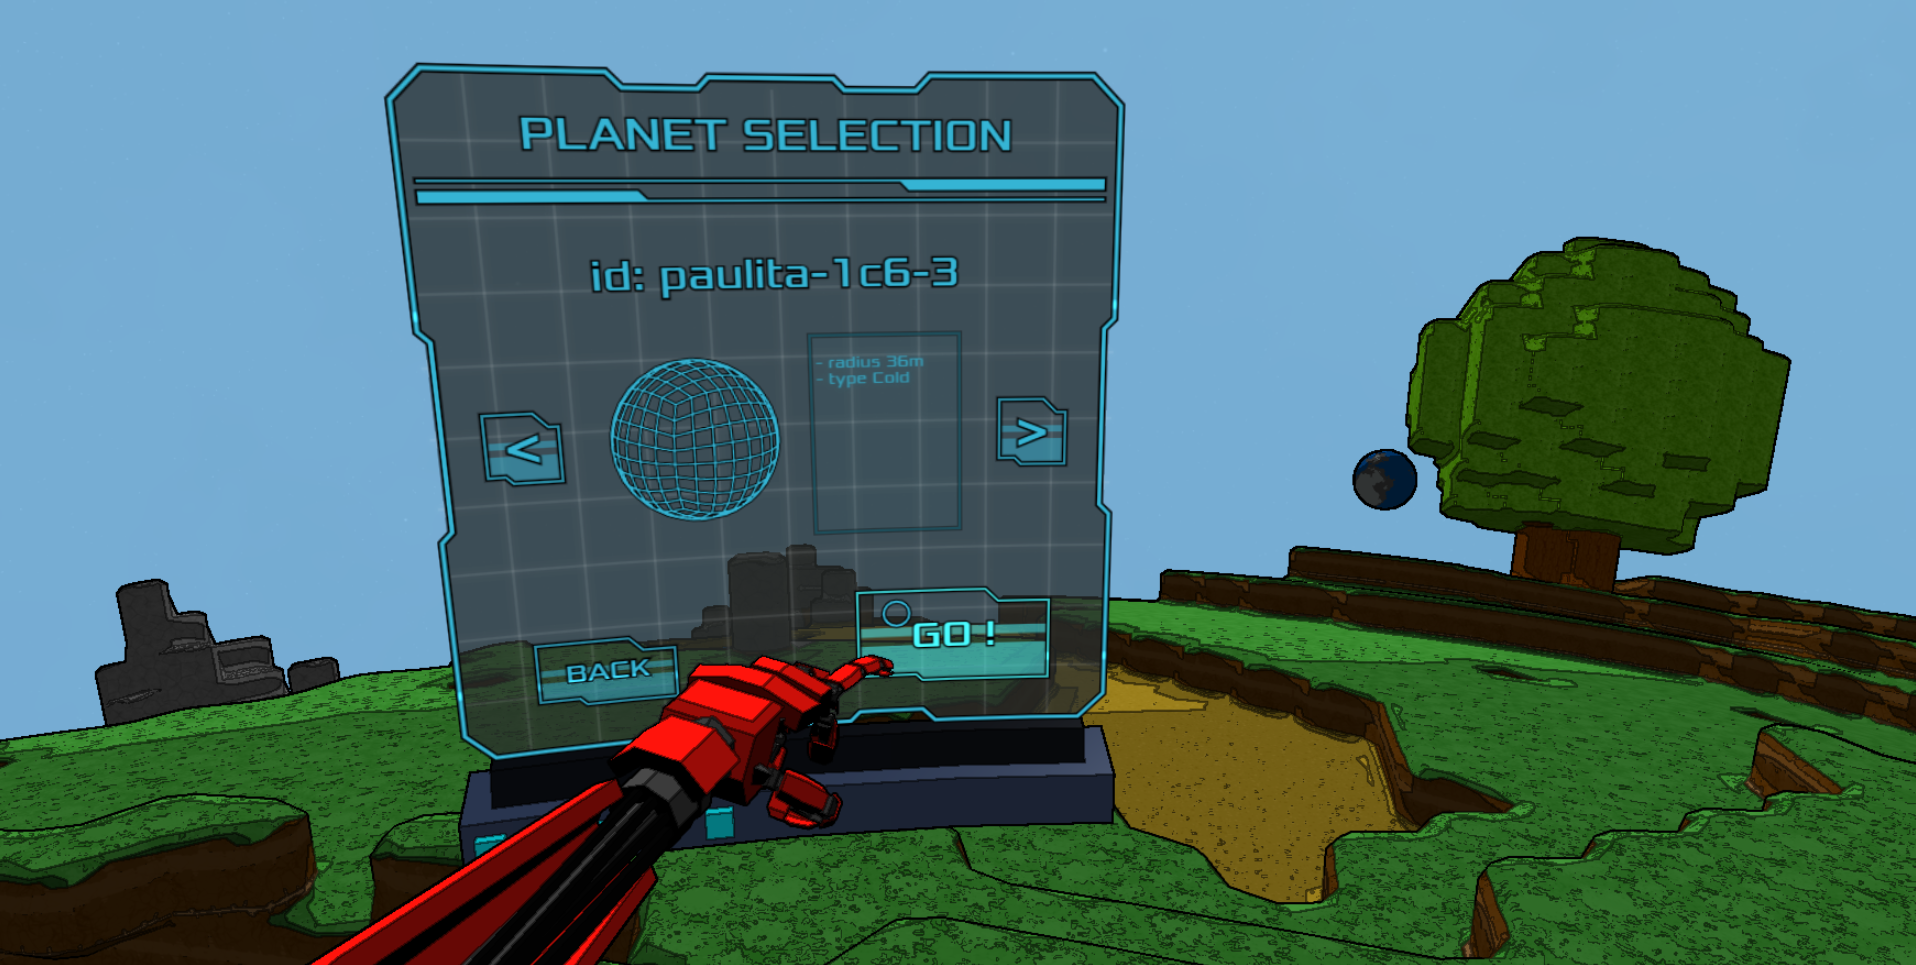 PLANET SELECTION
id: paulita-1c6-3
- radius 36m
- type Cold
<
>
GO !
BACK